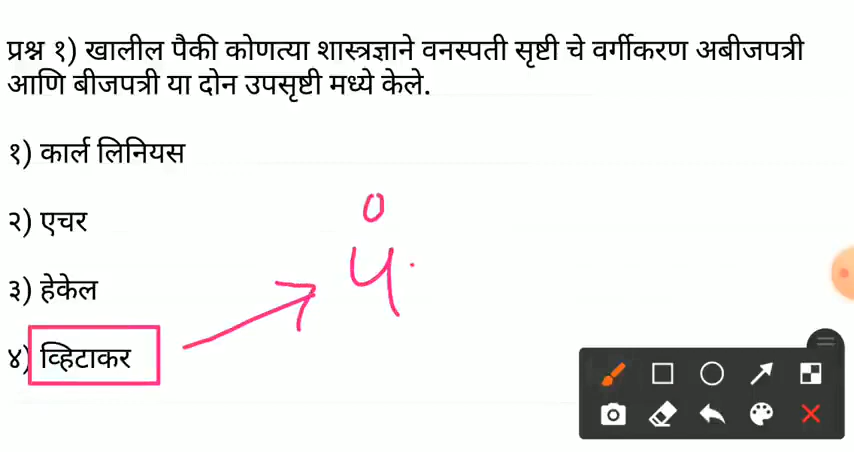 प्रश्न १) खालील पैकी कोणत्या शास्त्रज्ञाने वनस्पती सृष्टी चे वर्गीकरण अबीजपत्री
आणि बीजपत्री या दोन उपसृष्टी मध्ये केले.
१) कार्ल लिनियस
२) एचर
३) हेकेल
४) व्हिटाकर